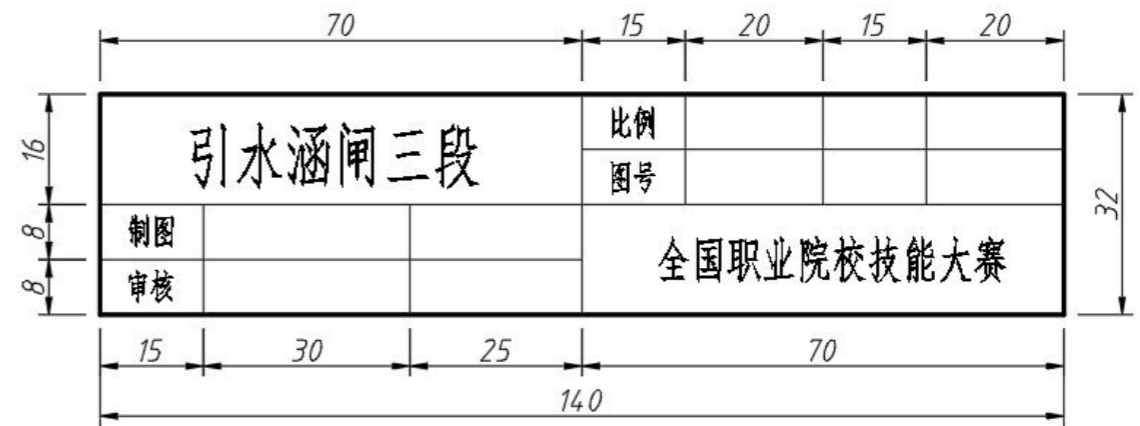 70 15 20 15 20
16 引水涵闸三段 比例
图号
32
8 制图
全国职业院校技能大赛
8 审核
15 30 25 70
140